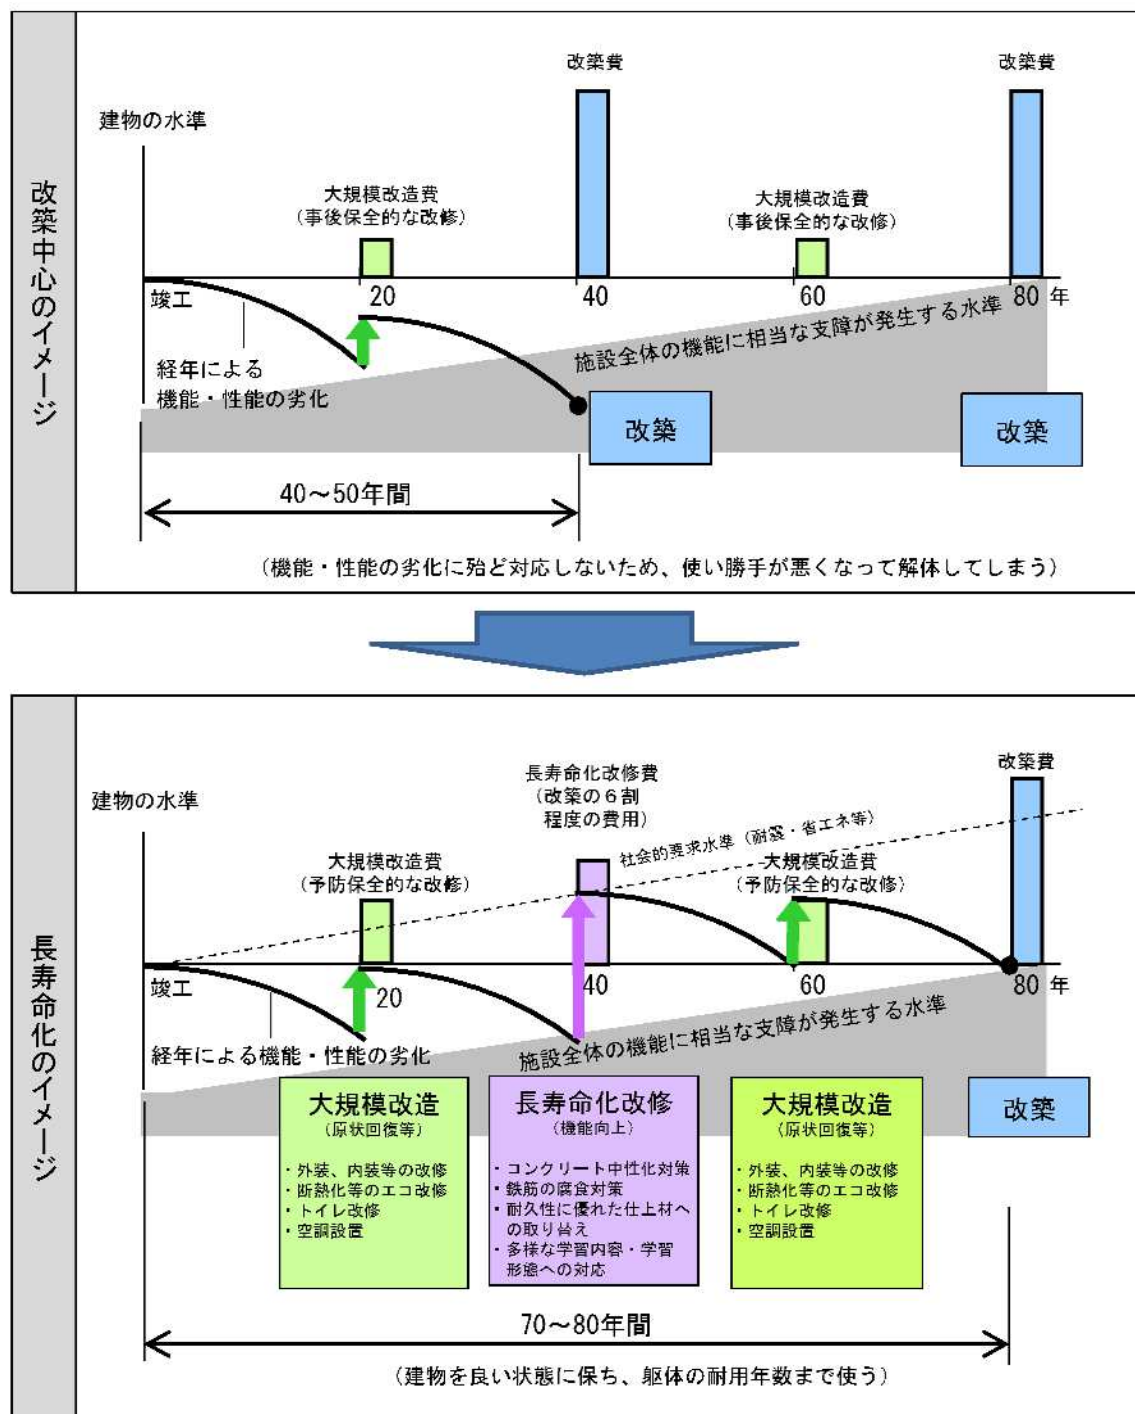 改築中心のイメージ
改築費
改築費
建物の水準
大規模改造費
(事後保全的な改修)
大規模改造費
(事後保全的な改修)
竣工
20
40
60
80 年
施設全体の機能に相当な支障が発生する水準
経年による
機能・性能の劣化
改築
改築
40～50年間
(機能・性能の劣化に殆ど対応しないため、使い勝手が悪くなって解体してしまう)
長寿命化のイメージ
改築費
長寿命化改修費
(改築の6割
程度の費用)
建物の水準
社会的要求水準(耐震・省エネ等)
大規模改造費
(予防保全的な改修)
大規模改造費
(予防保全的な改修)
竣工
20
40
60
80 年
施設全体の機能に相当な支障が発生する水準
経年による機能・性能の劣化
大規模改造
(原状回復等)
・外装、内装等の改修
・断熱化等のエコ改修
・トイレ改修
・空調設置
長寿命化改修
(機能向上)
・コンクリート中性化対策
・鉄筋の腐食対策
・耐久性に優れた仕上材へ
の取り替え
・多様な学習内容・学習
形態への対応
大規模改造
(原状回復等)
・外装、内装等の改修
・断熱化等のエコ改修
・トイレ改修
・空調設置
改築
70～80年間
(建物を良い状態に保ち、躯体の耐用年数まで使う)